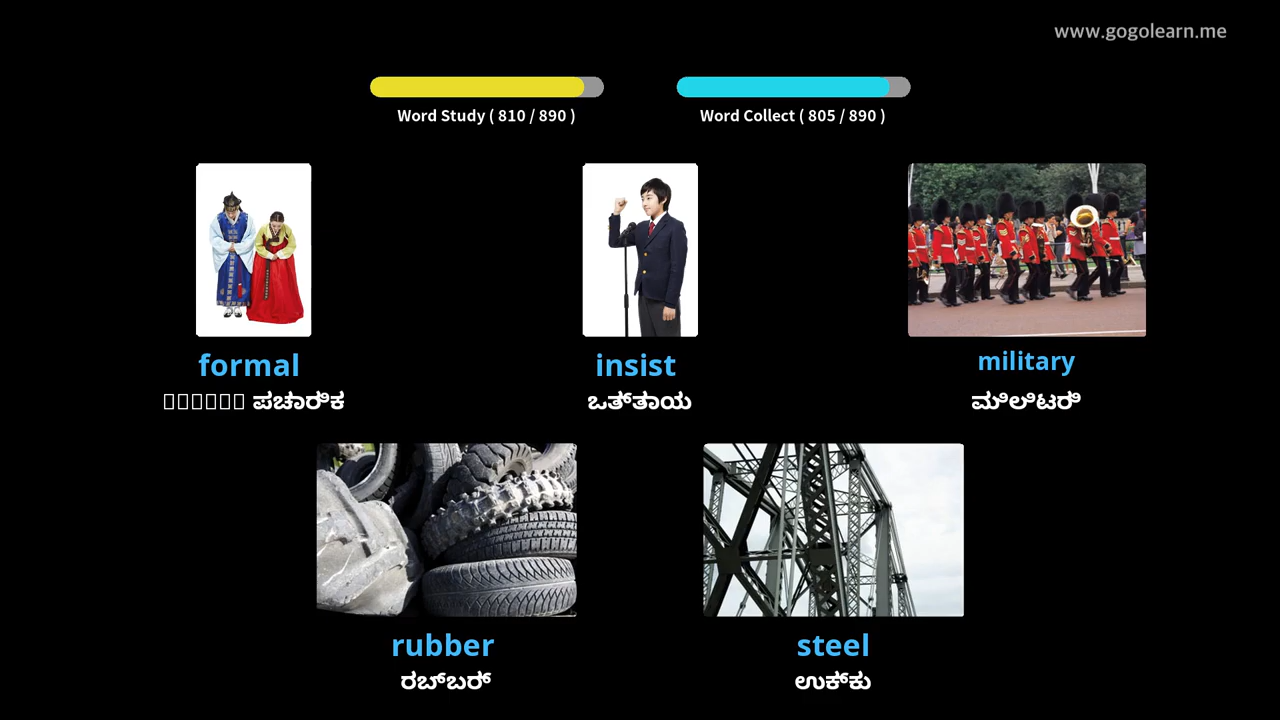 www.gogolearn.me
Word Study ( 810 / 890 )
Word Collect ( 805 / 890 )
formal
insist
military
ಪಚಾರಿಕ
ಒತ್ತಾಯ
ಮಿಲಿಟರಿ
rubber
steel
ರಬ್ಬರ್
ಉಕ್ಕು